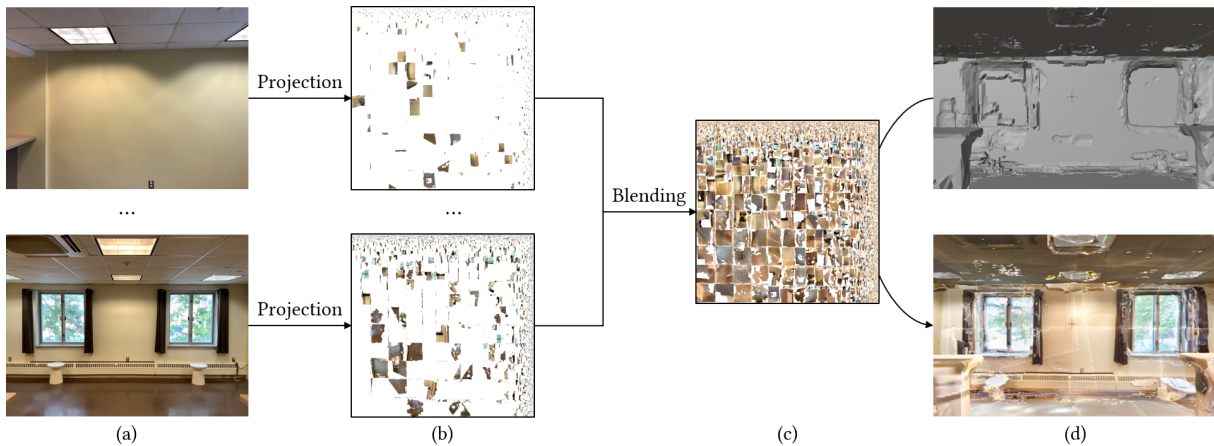 Projection
...
...
Blending
Projection
(a)
(b)
(c)
(d)